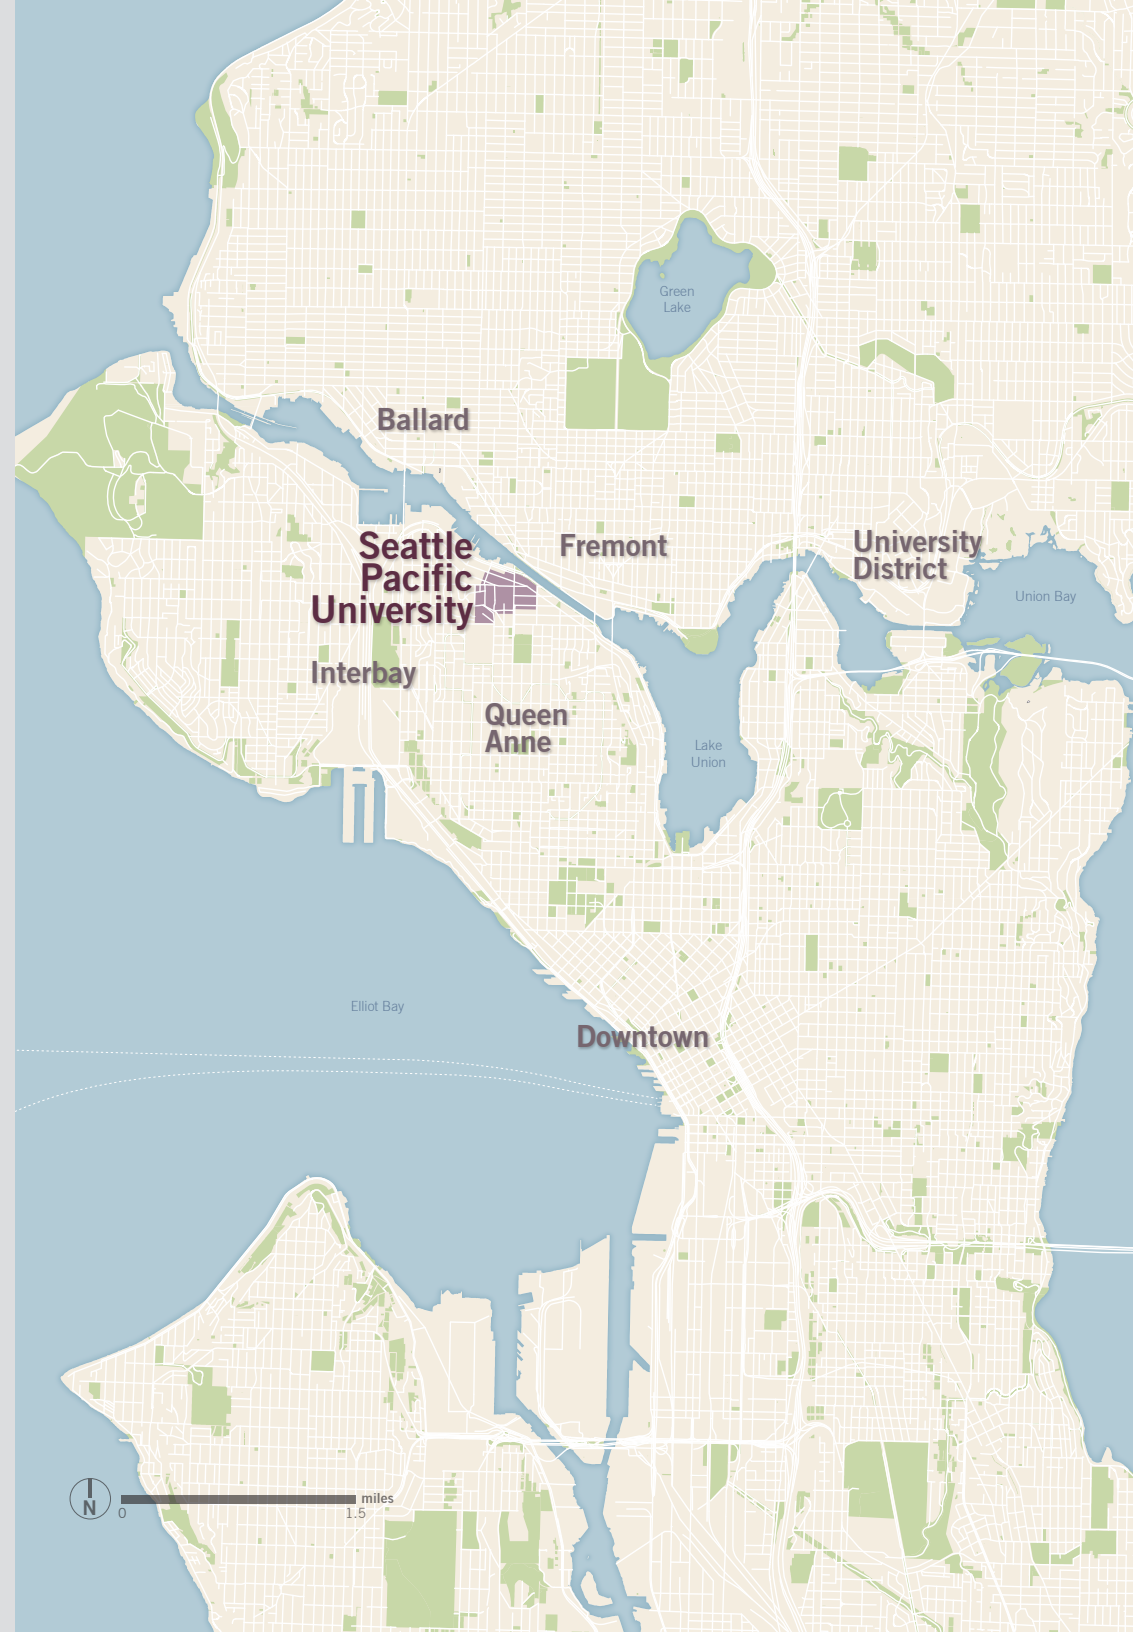 Green
Lake
Ballard
Seattle
Pacific
University
Fremont
University
District
Union Bay
Interbay
Queen
Anne
Lake
Union
Elliot Bay
Downtown
N
miles
0
1.5